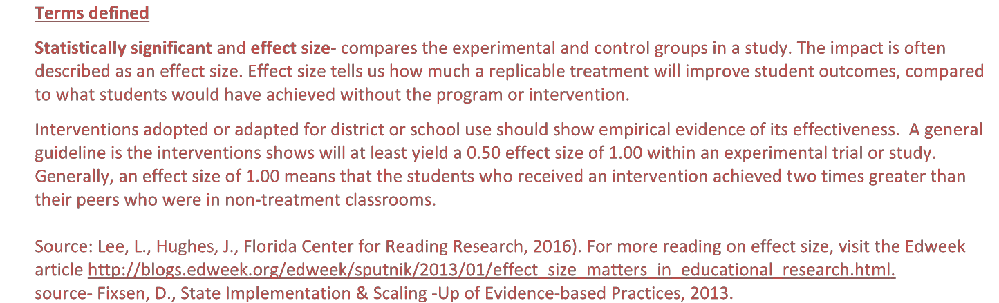 Terms defined
Statistically significant and effect size- compares the experimental and control groups in a study. The impact is often
described as an effect size. Effect size tells us how much a replicable treatment will improve student outcomes, compared
to what students would have achieved without the program or intervention.
Interventions adopted or adapted for district or school use should show empirical evidence of its effectiveness.  A general
guideline is the interventions shows will at least yield a 0.50 effect size of 1.00 within an experimental trial or study.
Generally, an effect size of 1.00 means that the students who received an intervention achieved two times greater than
their peers who were in non-treatment classrooms.
Source: Lee, L., Hughes, J., Florida Center for Reading Research, 2016). For more reading on effect size, visit the Edweek
article http://blogs.edweek.org/edweek/sputnik/2013/01/effect_size_matters_in_educational_research.html.
source- Fixsen, D., State Implementation & Scaling -Up of Evidence-based Practices, 2013.